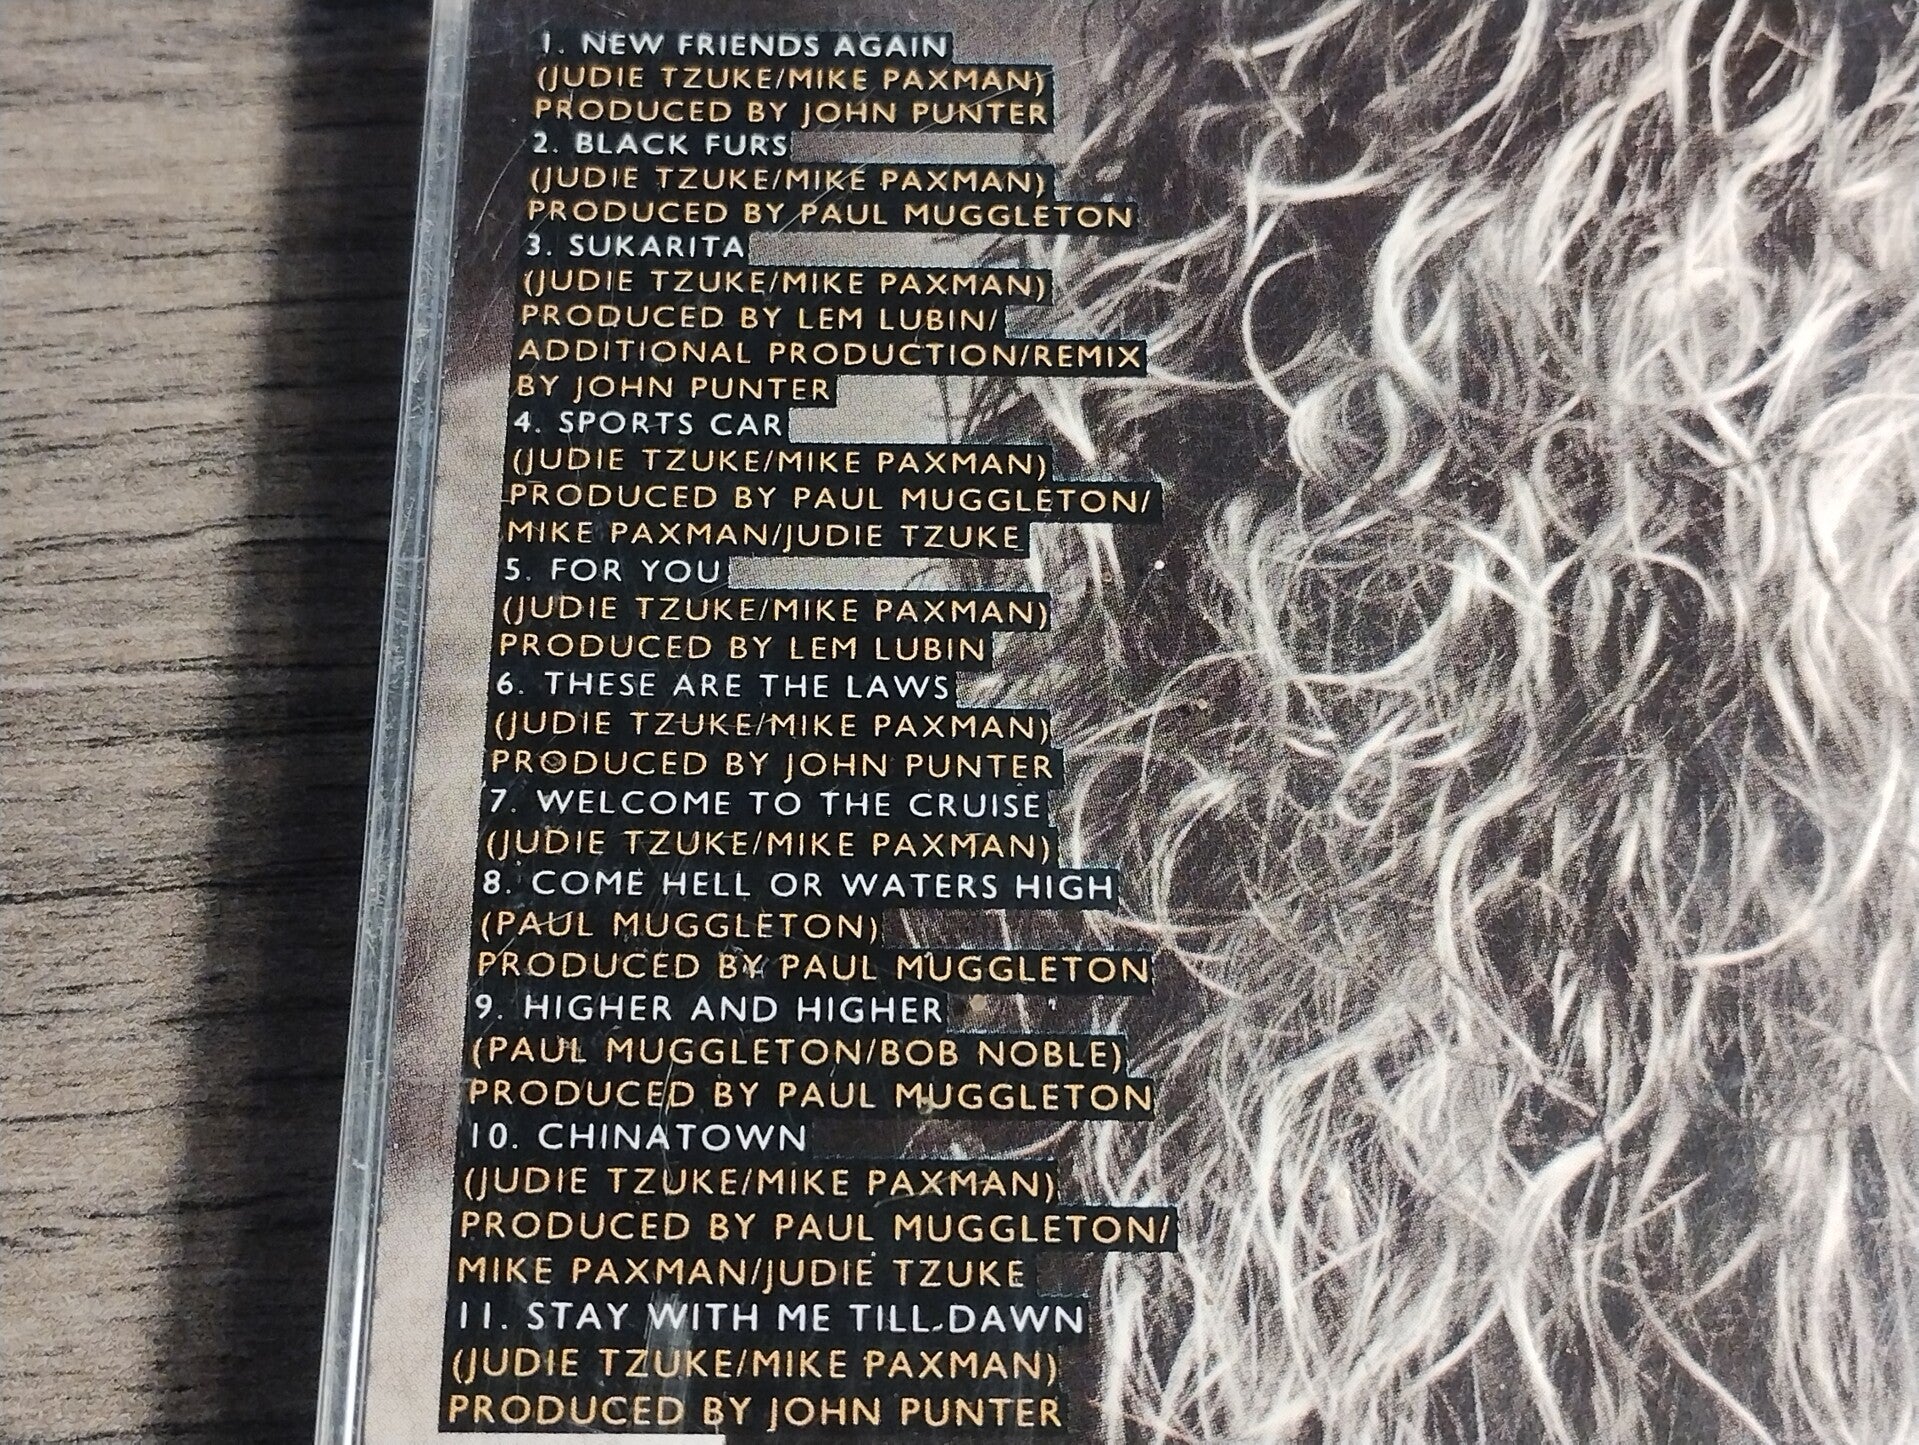 1. NEW FRIENDS AGAIN
(JUDIE TZUKE/MIKE PAXMAN)
PRODUCED BY JOHN PUNTER
2. BLACK FURS
(JUDIE TZUKE/MIKE PAXMAN)
PRODUCED BY PAUL MUGGLETON
3. SUKARITA
(JUDIE TZUKE/MIKE PAXMAN)
PRODUCED BY LEM LUBIN/
ADDITIONAL PRODUCTION/REMIX
BY JOHN PUNTER
4. SPORTS CAR
(JUDIE TZUKE/MIKE PAXMAN)
PRODUCED BY PAUL MUGGLETON/
MIKE PAXMAN/JUDIE TZUKE
5. FOR YOU
(JUDIE TZUKE/MIKE PAXMAN)
PRODUCED BY LEM LUBIN
6. THESE ARE THE LAWS
(JUDIE TZUKE/MIKE PAXMAN)
PRODUCED BY JOHN PUNTER
7. WELCOME TO THE CRUISE
(JUDIE TZUKE/MIKE PAXMAN)
8. COME HELL OR WATERS HIGH
(PAUL MUGGLETON)
PRODUCED BY PAUL MUGGLETON
9. HIGHER AND HIGHER
(PAUL MUGGLETON/BOB NOBLE)
PRODUCED BY PAUL MUGGLETON
10. CHINATOWN
(JUDIE TZUKE/MIKE PAXMAN)
PRODUCED BY PAUL MUGGLETON/
MIKE PAXMAN/JUDIE TZUKE
11. STAY WITH ME TILL DAWN
(JUDIE TZUKE/MIKE PAXMAN)
PRODUCED BY JOHN PUNTER